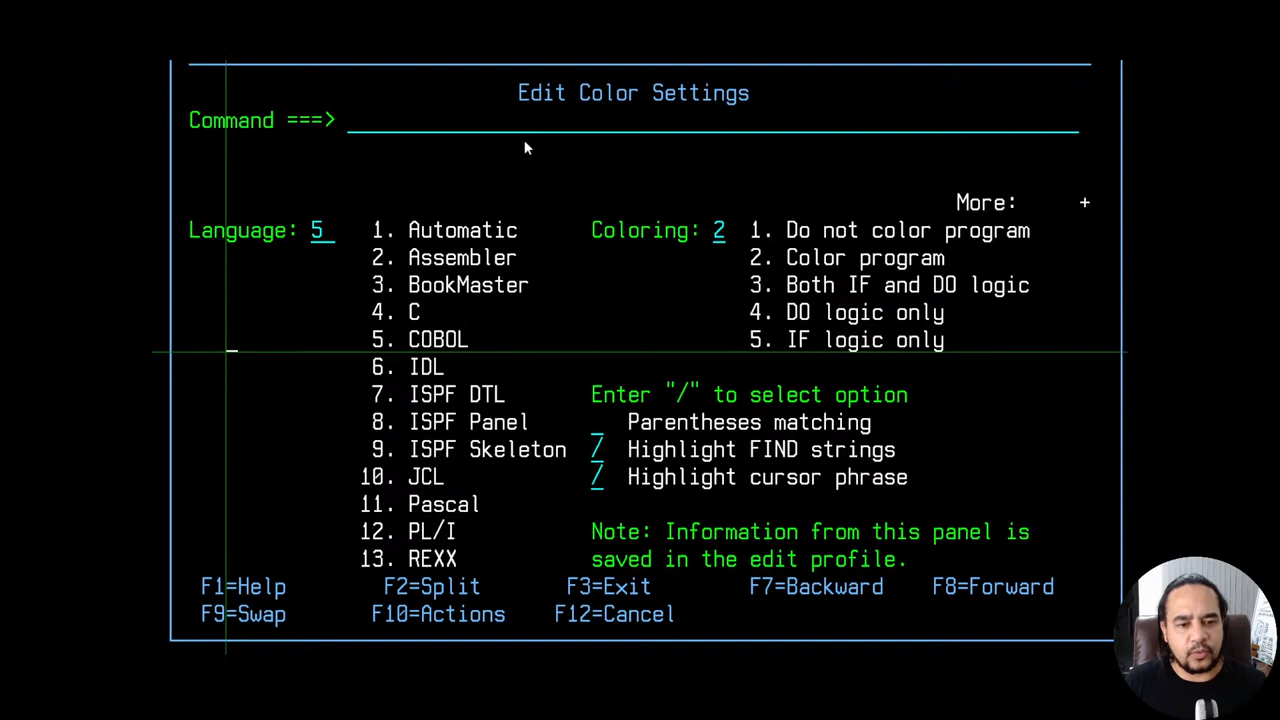 Edit Color Settings
Command ===>
More: +
Language: 5 1. Automatic Coloring: 2 1. Do not color program
2. Assembler 2. Color program
3. BookMaster 3. Both IF and DO logic
4. C 4. DO logic only
5. COBOL 5. IF logic only
6. IDL
7. ISPF DTL Enter "/" to select option
8. ISPF Panel _ Parentheses matching
9. ISPF Skeleton / Highlight FIND strings
10. JCL / Highlight cursor phrase
11. Pascal
12. PL/I Note: Information from this panel is
13. REXX saved in the edit profile.
F1=Help F2=Split F3=Exit F7=Backward F8=Forward
F9=Swap F10=Actions F12=Cancel